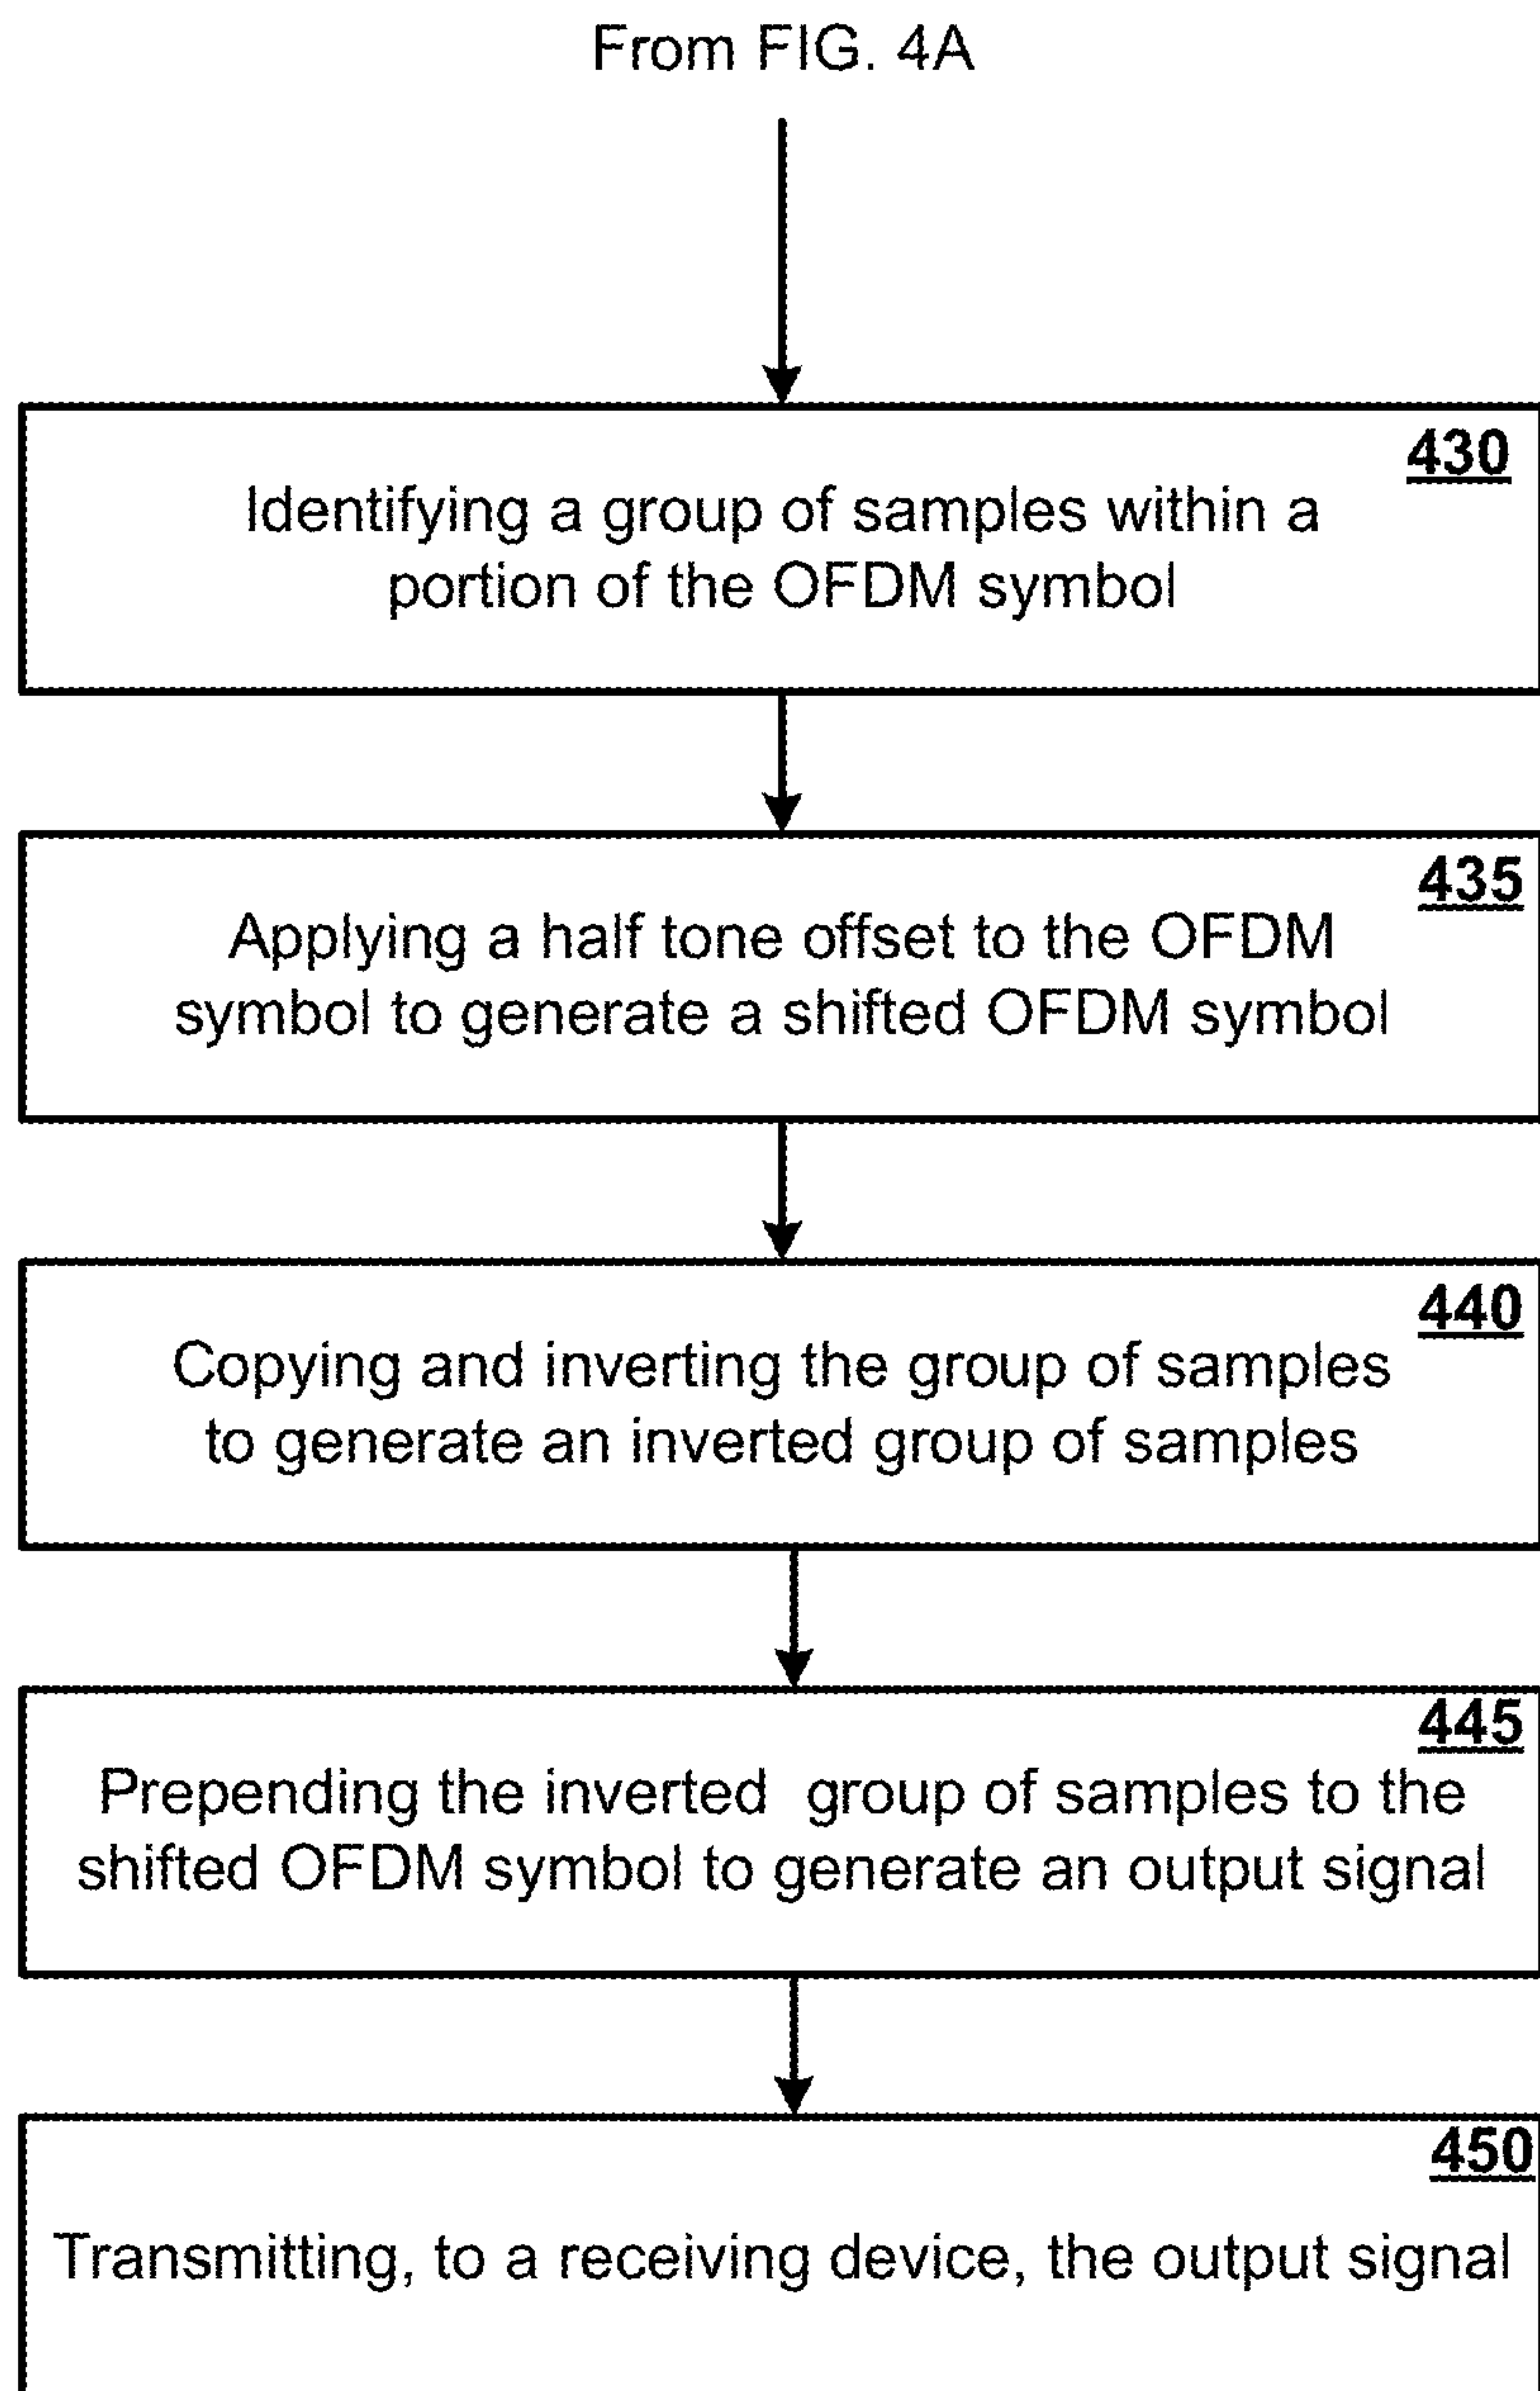 From FIG. 4A
430
Identifying a group of samples within a
portion of the OFDM symbol
435
Applying a half tone offset to the OFDM
symbol to generate a shifted OFDM symbol
440
Copying and inverting the group of samples
to generate an inverted group of samples
445
Prepending the inverted group of samples to the
shifted OFDM symbol to generate an output signal
450
Transmitting, to a receiving device, the output signal